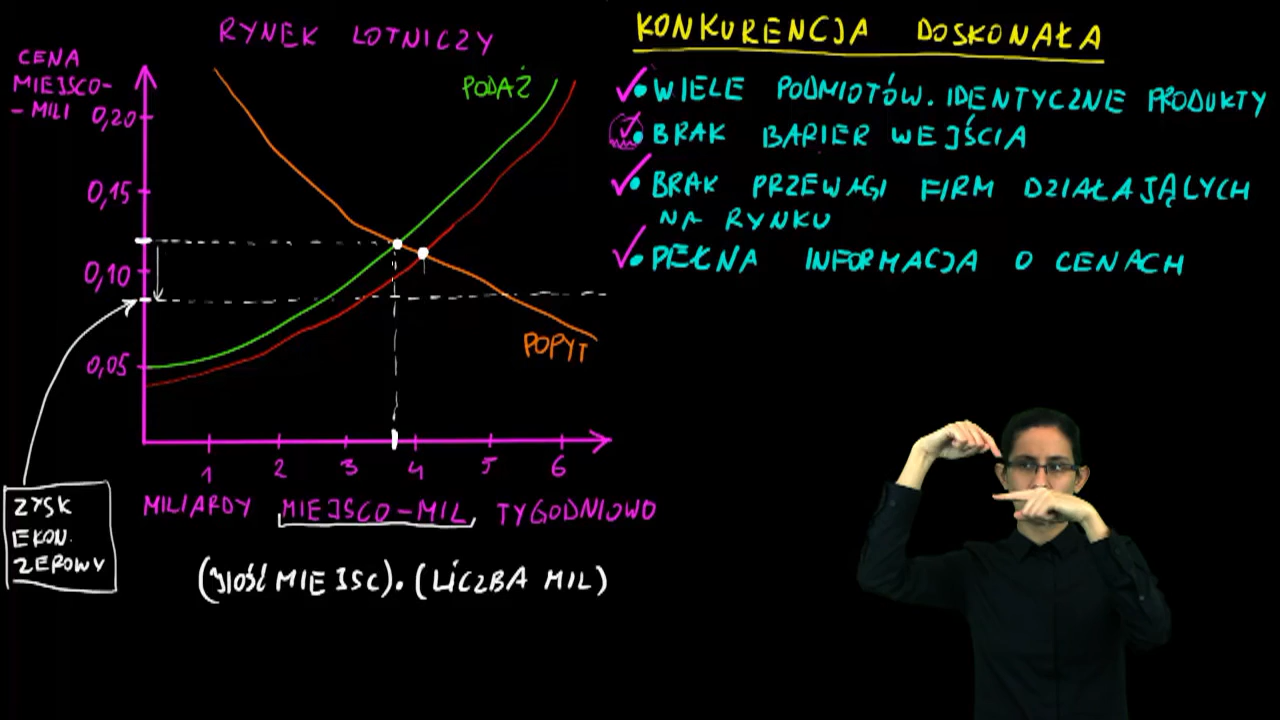 RYNEK LOTNICZY
CENA
MIEJSCO-
- MILI
0,20
0,15
0,10
0,05
PODAŻ
POPYT
1 2 3 4 5 6
MILIARDY MIEJSCO-MIL TYGODNIOWO
(ILOŚĆ MIEJSC).(LICZBA MIL)
ZYSK
EKON.
ZEROWY
KONKURENCJA DOSKONAŁA
• WIELE PODMIOTÓW. IDENTYCZNE PRODUKTY
• BRAK BARIER WEJŚCIA
• BRAK PRZEWAGI FIRM DZIAŁAJĄCYCH
NA RYNKU
• PEŁNA INFORMACJA O CENACH